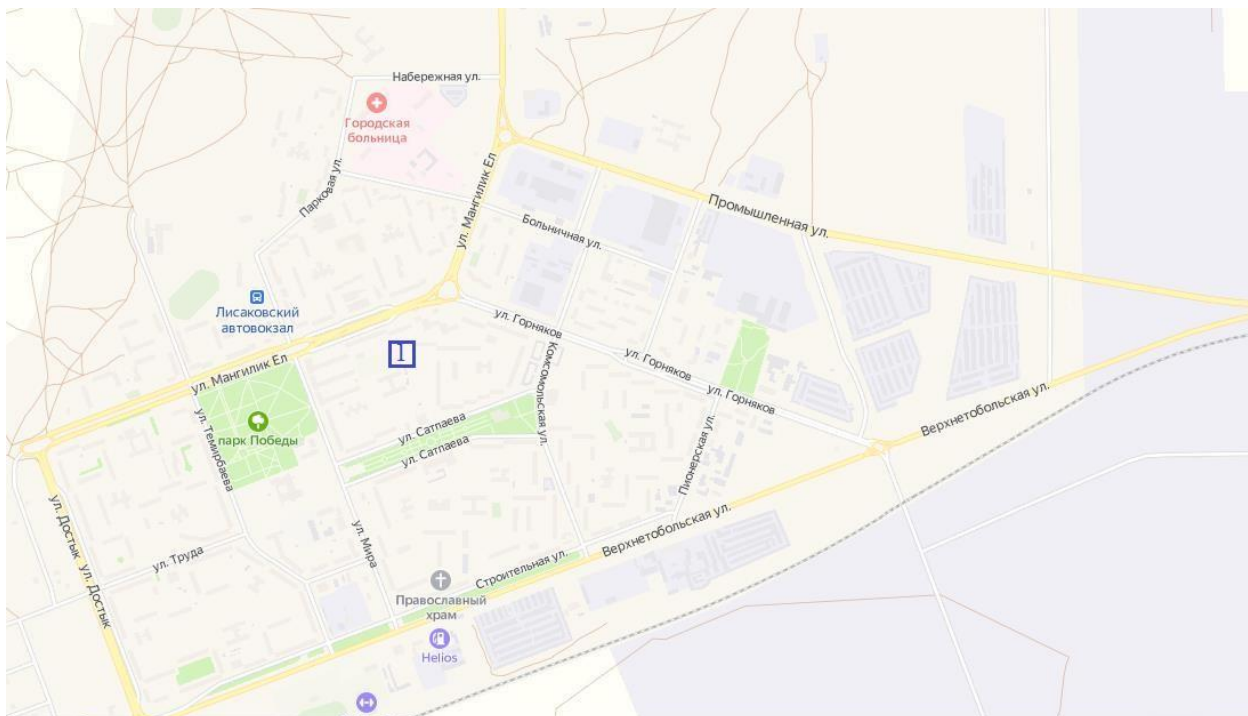 Набережная ул.
Городская
больница
Парковая ул.
ул. Мангилик Ел
Промышленная ул.
Больничная ул.
Лисаковский
автовокзал
ул. Горняков
1
Комсомольская ул.
ул. Горняков
ул. Мангилик Ел
ул. Горняков
Верхнетобольская ул.
парк Победы
ул. Темирбаева
ул. Сатпаева
ул. Сатпаева
Пионерская ул.
ул. Достык
ул. Достык
ул. Труда
ул. Мира
Верхнетобольская ул.
Строительная ул.
Православный
храм
Helios